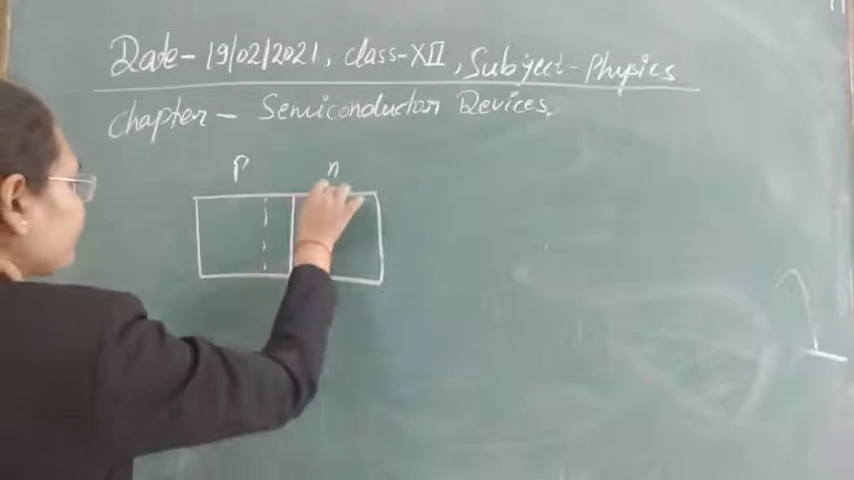 Date- 19/02/2021, class-XII, Subject- Physics
chapter - Semiconductor Devices.
P n